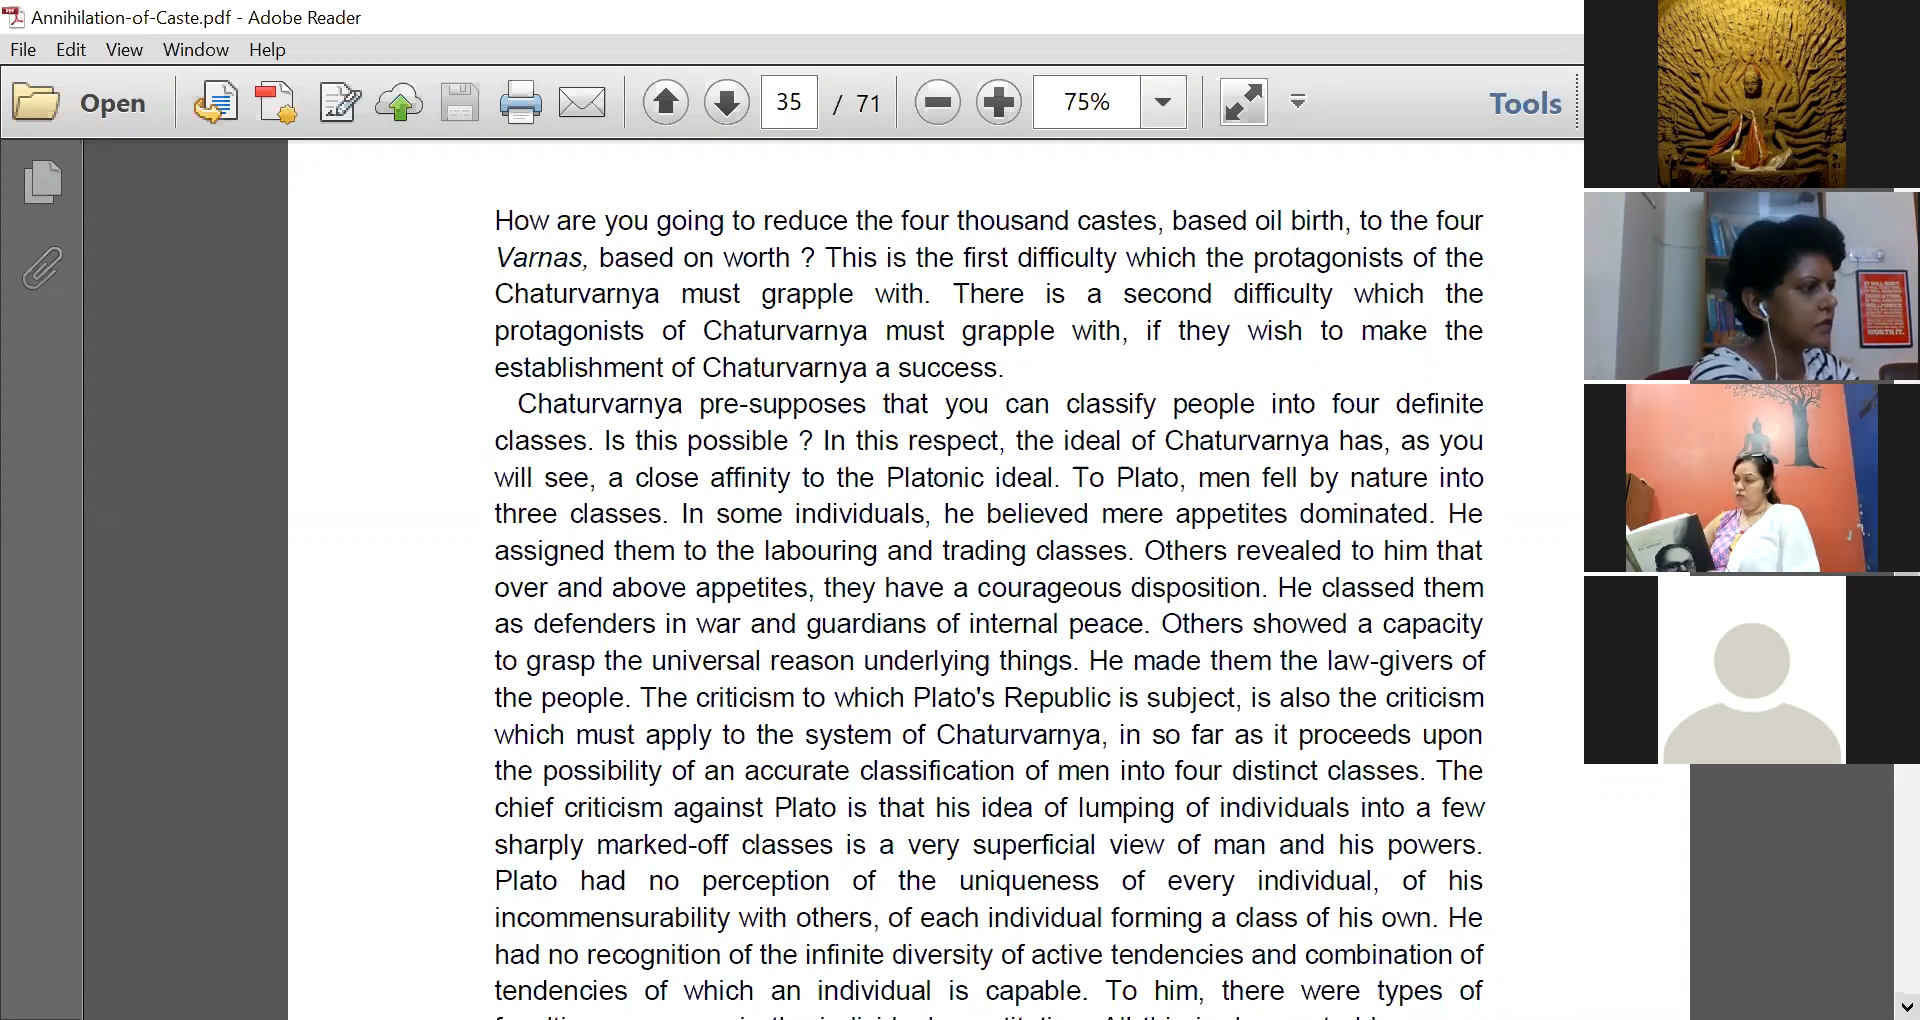 Annihilation-of-Caste.pdf - Adobe Reader
File Edit View Window Help
Open 35 / 71 75% Tools
How are you going to reduce the four thousand castes, based oil birth, to the four
Varnas, based on worth ? This is the first difficulty which the protagonists of the
Chaturvarnya must grapple with. There is a second difficulty which the
protagonists of Chaturvarnya must grapple with, if they wish to make the
establishment of Chaturvarnya a success.
Chaturvarnya pre-supposes that you can classify people into four definite
classes. Is this possible ? In this respect, the ideal of Chaturvarnya has, as you
will see, a close affinity to the Platonic ideal. To Plato, men fell by nature into
three classes. In some individuals, he believed mere appetites dominated. He
assigned them to the labouring and trading classes. Others revealed to him that
over and above appetites, they have a courageous disposition. He classed them
as defenders in war and guardians of internal peace. Others showed a capacity
to grasp the universal reason underlying things. He made them the law-givers of
the people. The criticism to which Plato's Republic is subject, is also the criticism
which must apply to the system of Chaturvarnya, in so far as it proceeds upon
the possibility of an accurate classification of men into four distinct classes. The
chief criticism against Plato is that his idea of lumping of individuals into a few
sharply marked-off classes is a very superficial view of man and his powers.
Plato had no perception of the uniqueness of every individual, of his
incommensurability with others, of each individual forming a class of his own. He
had no recognition of the infinite diversity of active tendencies and combination of
tendencies of which an individual is capable. To him, there were types of
IT WILL HURT.
DEDICATION.
WILLPOWER
WORTH IT.